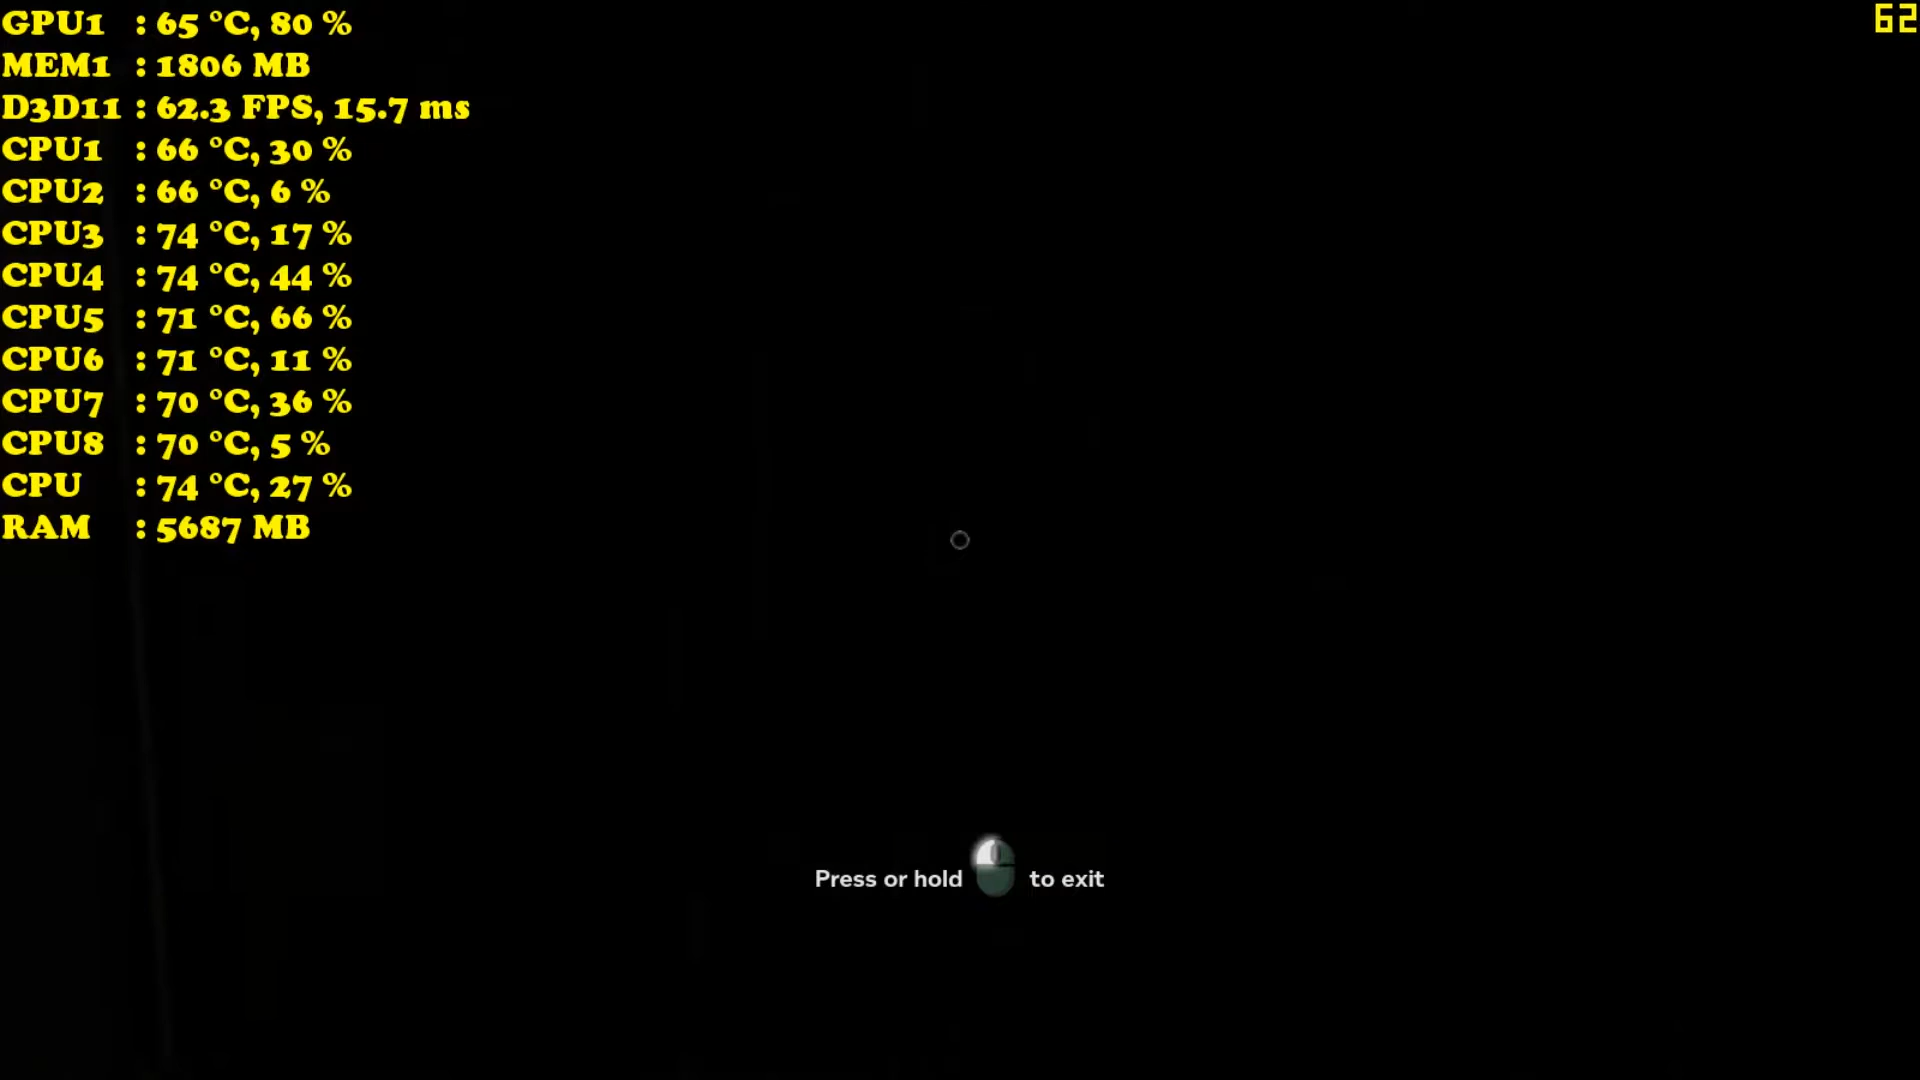 GPU1 : 65 °C, 80 %
62
MEM1 : 1806 MB
D3D11 : 62.3 FPS, 15.7 ms
CPU1 : 66 °C, 30 %
CPU2 : 66 °C, 6 %
CPU3 : 74 °C, 17 %
CPU4 : 74 °C, 44 %
CPU5 : 71 °C, 66 %
CPU6 : 71 °C, 11 %
CPU7 : 70 °C, 36 %
CPU8 : 70 °C, 5 %
CPU : 74 °C, 27 %
RAM : 5687 MB
Press or hold to exit